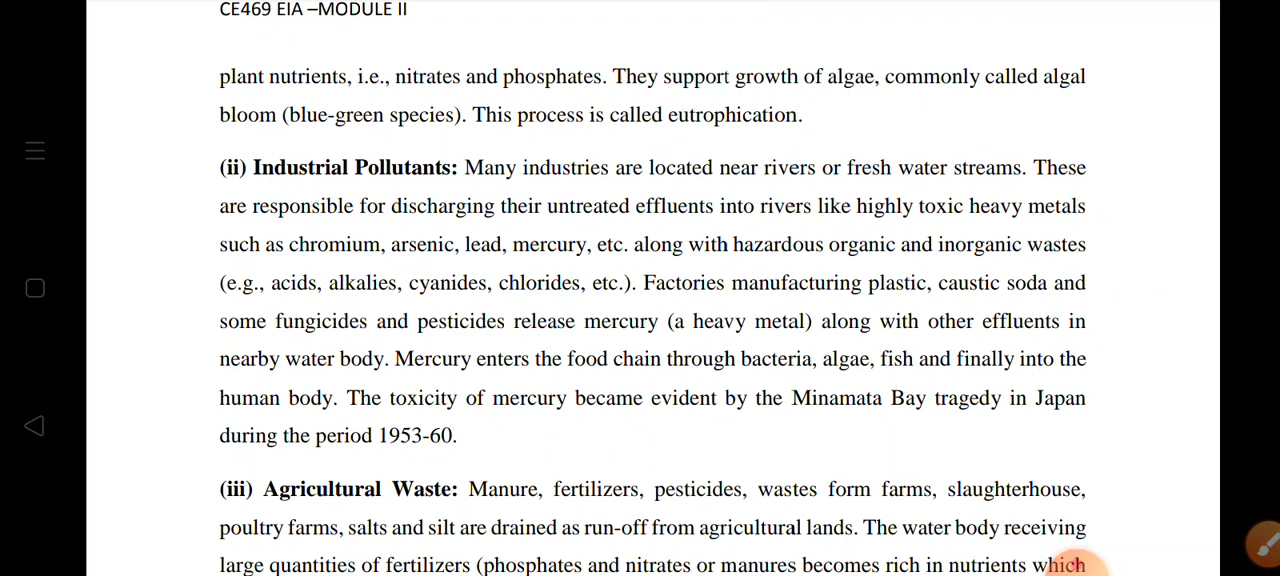 CE469 EIA –MODULE II
plant nutrients, i.e., nitrates and phosphates. They support growth of algae, commonly called algal
bloom (blue-green species). This process is called eutrophication.
(ii) Industrial Pollutants: Many industries are located near rivers or fresh water streams. These
are responsible for discharging their untreated effluents into rivers like highly toxic heavy metals
such as chromium, arsenic, lead, mercury, etc. along with hazardous organic and inorganic wastes
(e.g., acids, alkalies, cyanides, chlorides, etc.). Factories manufacturing plastic, caustic soda and
some fungicides and pesticides release mercury (a heavy metal) along with other effluents in
nearby water body. Mercury enters the food chain through bacteria, algae, fish and finally into the
human body. The toxicity of mercury became evident by the Minamata Bay tragedy in Japan
during the period 1953-60.
(iii) Agricultural Waste: Manure, fertilizers, pesticides, wastes form farms, slaughterhouse,
poultry farms, salts and silt are drained as run-off from agricultural lands. The water body receiving
large quantities of fertilizers (phosphates and nitrates or manures becomes rich in nutrients which